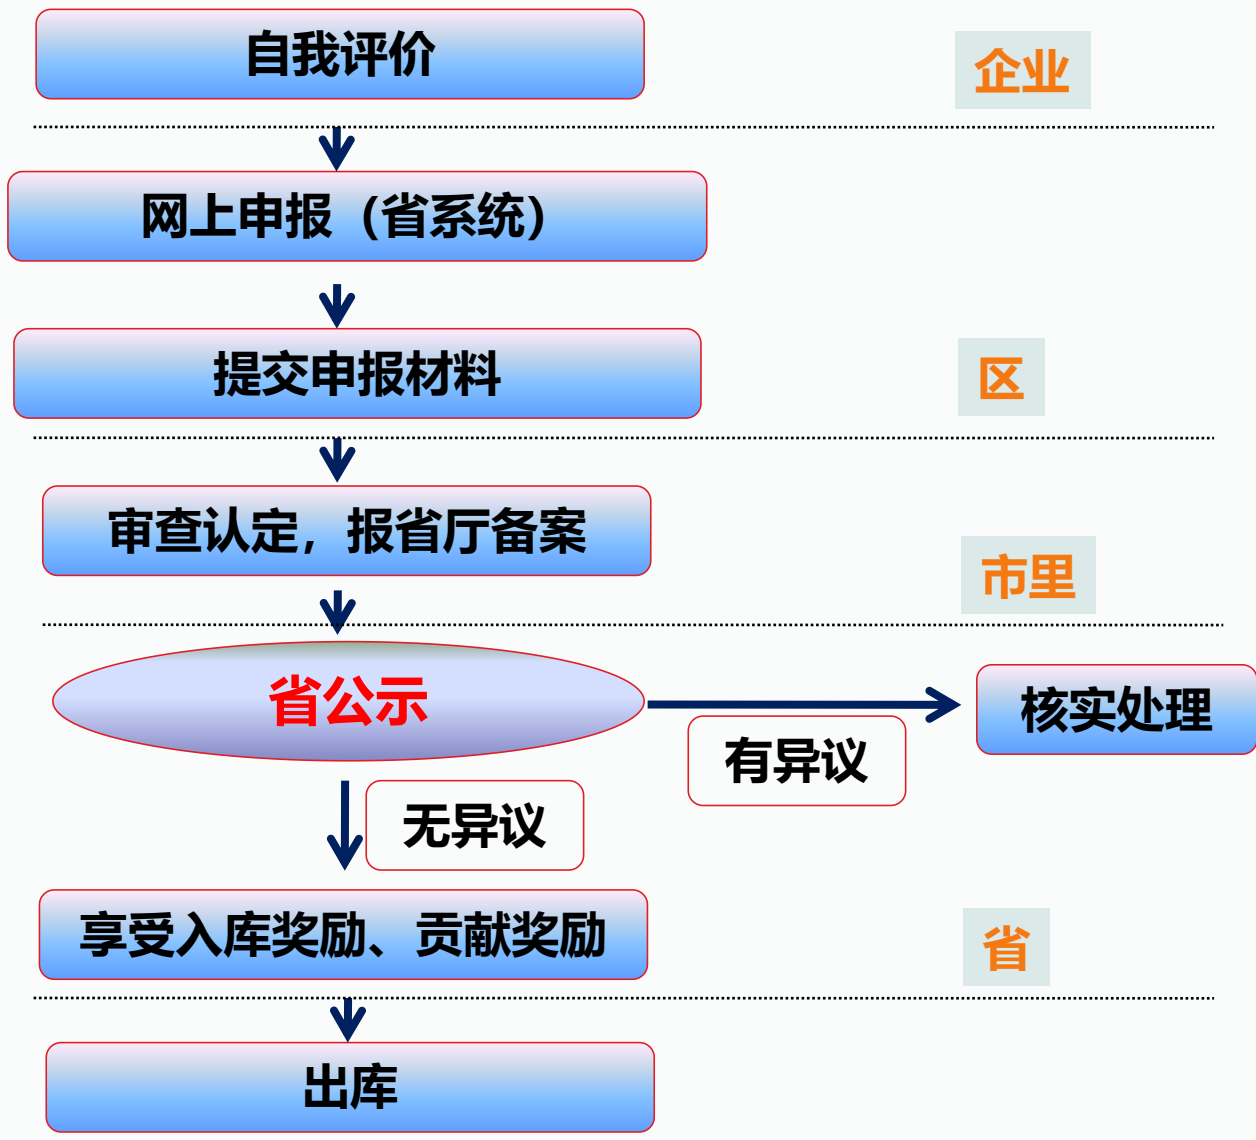 自我评价
企业
网上申报（省系统）
提交申报材料
区
审查认定，报省厅备案
市里
省公示
核实处理
有异议
无异议
享受入库奖励、贡献奖励
省
出库